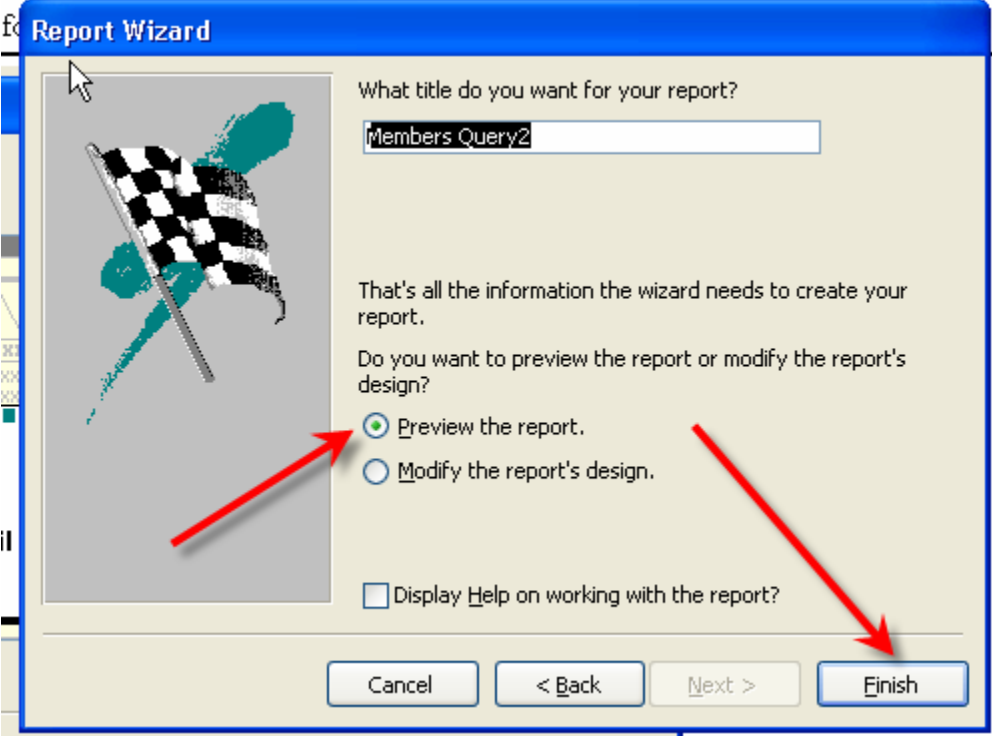 fo
Report Wizard
What title do you want for your report?
Members Query2
That's all the information the wizard needs to create your
report.
Do you want to preview the report or modify the report's
design?
Preview the report.
Modify the report's design.
il
Display Help on working with the report?
Cancel
< Back
Next >
Finish